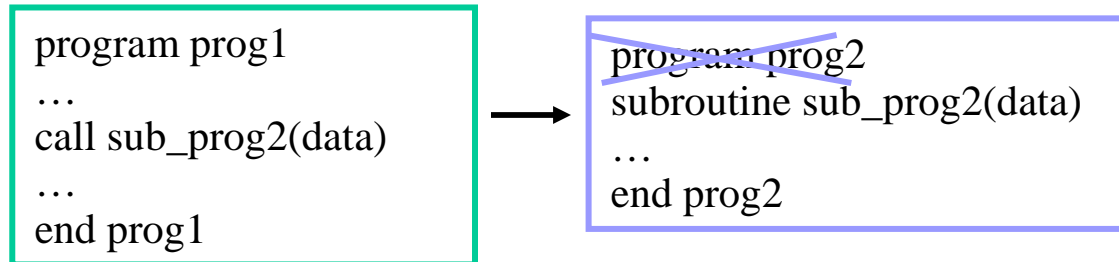 program prog1
…
call sub_prog2(data)
…
end prog1
program prog2
subroutine sub_prog2(data)
…
end prog2